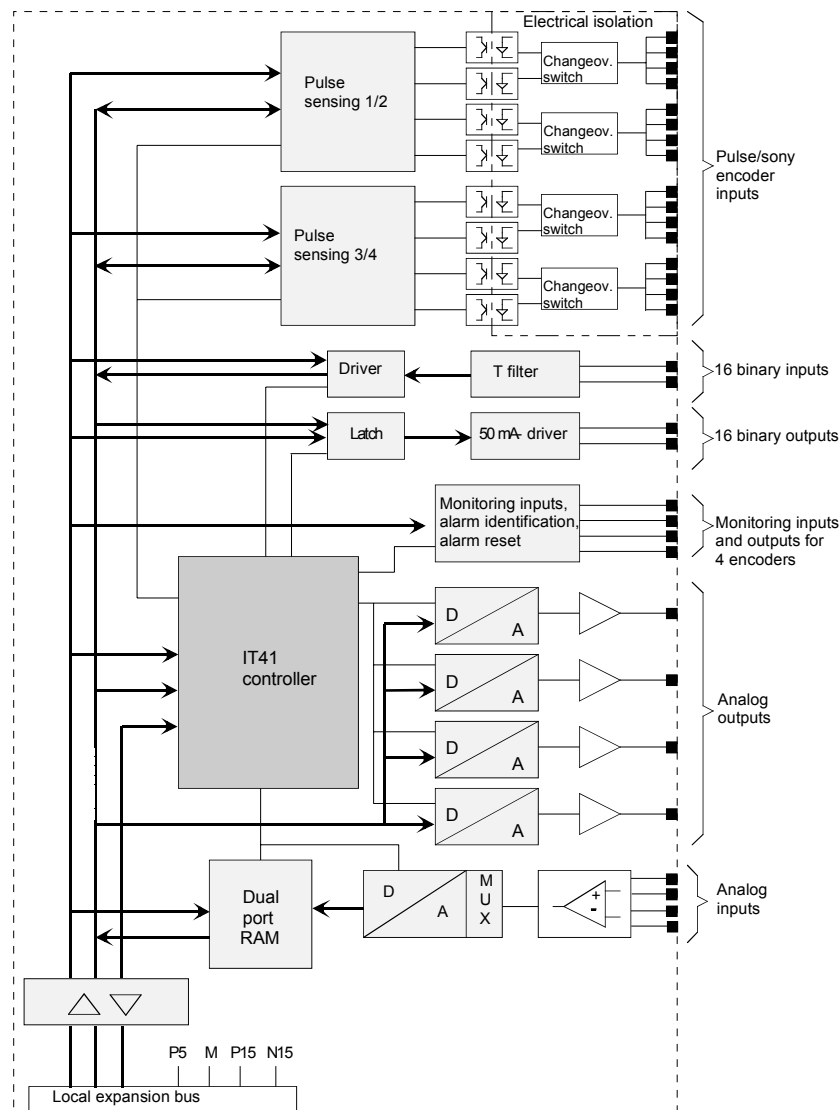 Electrical isolation
Pulse
sensing 1/2
Changeov.
switch
Changeov.
switch
Pulse/sony
encoder
inputs
Pulse
sensing 3/4
Changeov.
switch
Changeov.
switch
Driver
T filter
16 binary inputs
Latch
50 mA- driver
16 binary outputs
Monitoring inputs,
alarm identification,
alarm reset
Monitoring inputs
and outputs for
4 encoders
IT41
controller
D
A
D
A
D
A
D
A
Analog
outputs
Dual
port
RAM
D
A
M
U
X
+
-
Analog
inputs
P5 M P15 N15
Local expansion bus